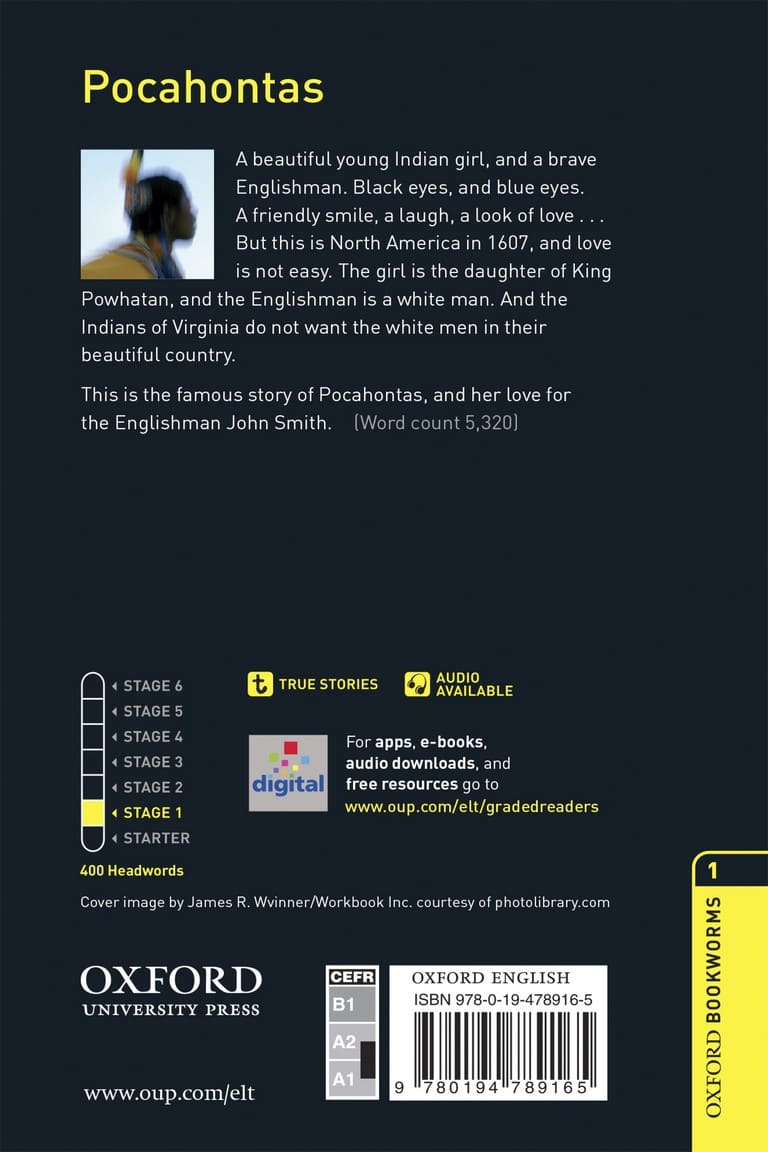 Pocahontas
A beautiful young Indian girl, and a brave
Englishman. Black eyes, and blue eyes.
A friendly smile, a laugh, a look of love . . .
But this is North America in 1607, and love
is not easy. The girl is the daughter of King
Powhatan, and the Englishman is a white man. And the
Indians of Virginia do not want the white men in their
beautiful country.
This is the famous story of Pocahontas, and her love for
the Englishman John Smith. (Word count 5,320)
STAGE 6
STAGE 5
STAGE 4
STAGE 3
STAGE 2
STAGE 1
STARTER
400 Headwords
t TRUE STORIES
AUDIO
AVAILABLE
digital
For apps, e-books,
audio downloads, and
free resources go to
www.oup.com/elt/gradedreaders
Cover image by James R. Wvinner/Workbook Inc. courtesy of photolibrary.com
1
OXFORD BOOKWORMS
OXFORD
UNIVERSITY PRESS
www.oup.com/elt
CEFR
B1
A2
A1
OXFORD ENGLISH
ISBN 978-0-19-478916-5
9 780194 789165